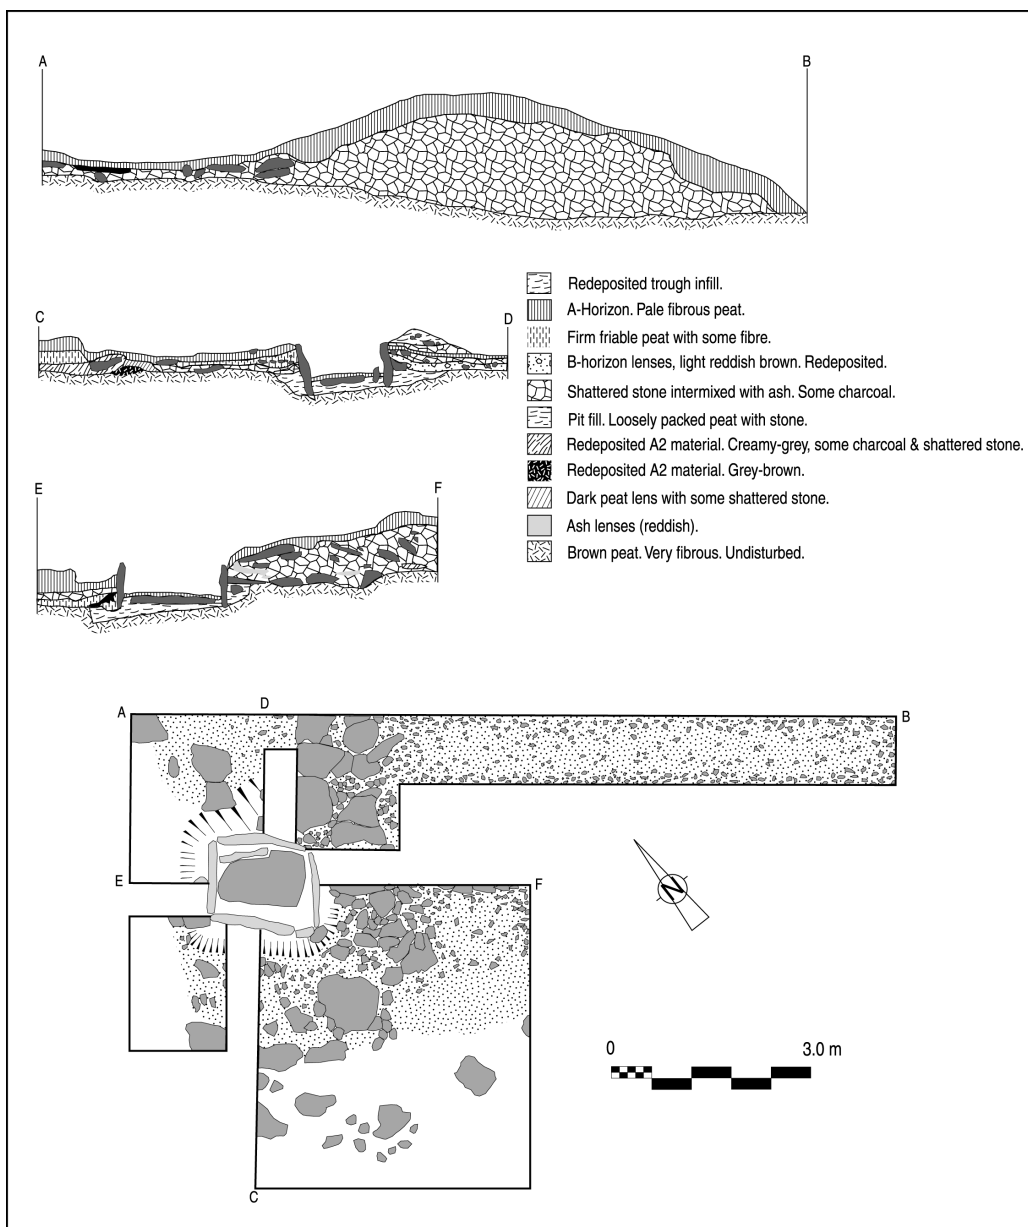 A B
C D
Redeposited trough infill.
A-Horizon. Pale fibrous peat.
Firm friable peat with some fibre.
B-horizon lenses, light reddish brown. Redeposited.
Shattered stone intermixed with ash. Some charcoal.
Pit fill. Loosely packed peat with stone.
Redeposited A2 material. Creamy-grey, some charcoal & shattered stone.
Redeposited A2 material. Grey-brown.
Dark peat lens with some shattered stone.
Ash lenses (reddish).
Brown peat. Very fibrous. Undisturbed.
E F
A D B
E F
N
0 3.0 m
C